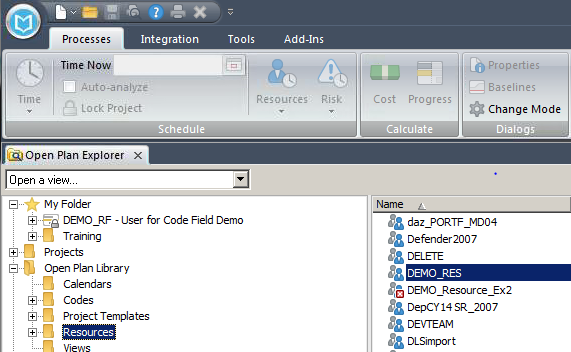 Processes Integration Tools Add-Ins
Time Now
Auto-analyze
Lock Project
Time
Resources Risk
Cost Progress
Properties
Baselines
Change Mode
Schedule Calculate Dialogs
Open Plan Explorer
Open a view...
My Folder
DEMO_RF - User for Code Field Demo
Training
Projects
Open Plan Library
Calendars
Codes
Project Templates
Resources
Views
Name
daz_PORTF_MD04
Defender2007
DELETE
DEMO_RES
DEMO_Resource_Ex2
DepCY14 SR_2007
DEVTEAM
DLSimport